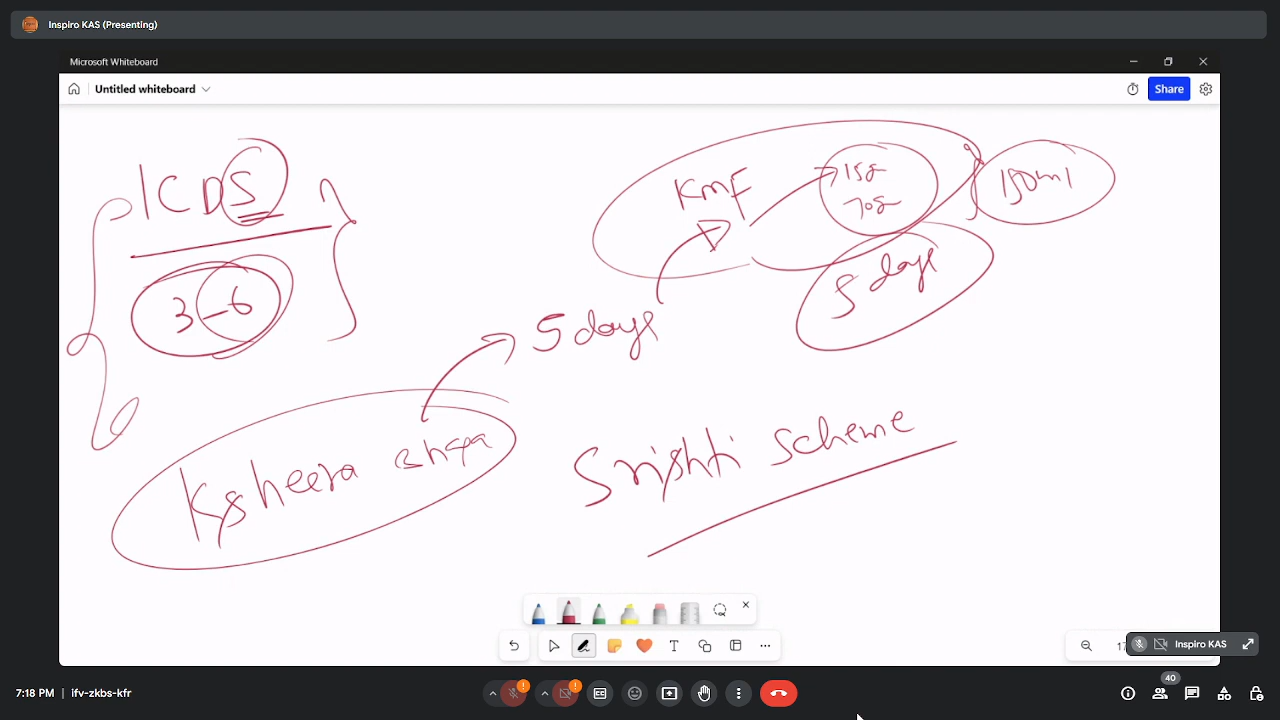 Inspiro KAS (Presenting)
Microsoft Whiteboard
Untitled whiteboard
Share
ICDS
3-6
KMF
15g
70g
150ml
5 days
5 days
Ksheera
Srishti Scheme
Inspiro KAS
40
7:18 PM | ifv-zkbs-kfr